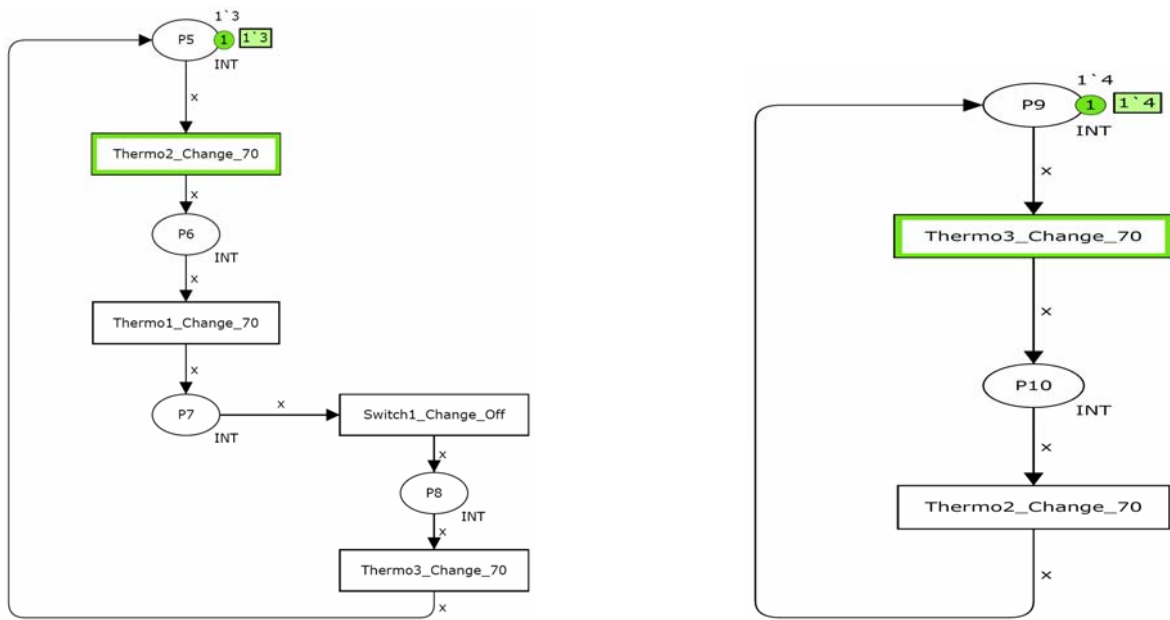 1`3
P5
1
1`3
INT
x
Thermo2_Change_70
x
P6
INT
x
Thermo1_Change_70
x
P7
INT
x
Switch1_Change_Off
x
P8
INT
x
Thermo3_Change_70
x
1`4
P9
1
1`4
INT
x
Thermo3_Change_70
x
P10
INT
x
Thermo2_Change_70
x